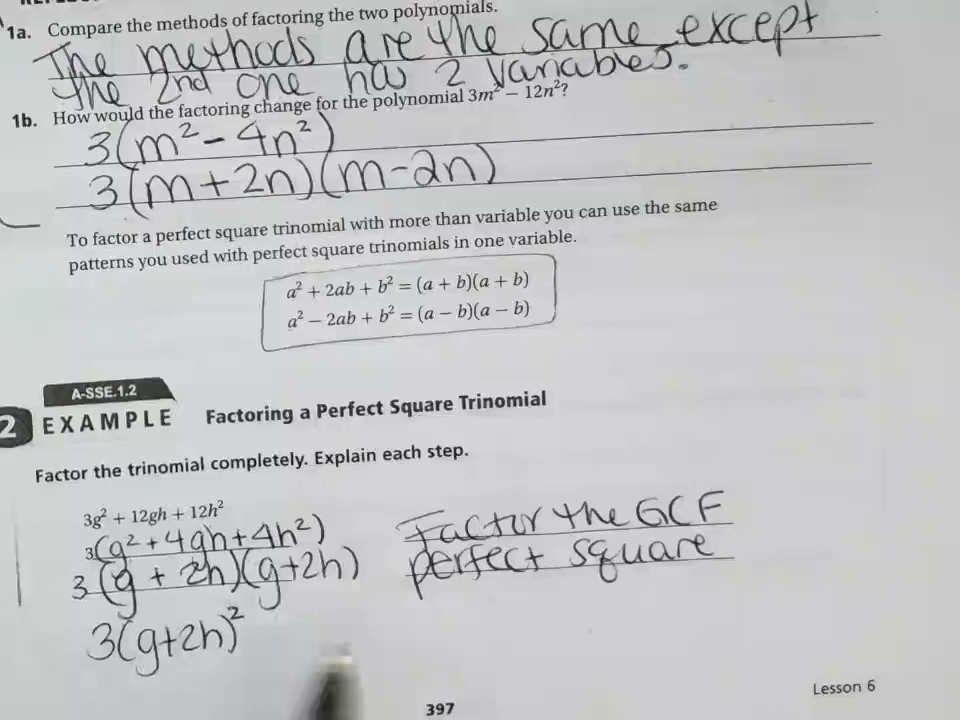 1a. Compare the methods of factoring the two polynomials.
The methods are the same except
the 2nd one has 2 variables.
1b. How would the factoring change for the polynomial 3m² − 12n²?
3(m² − 4n²)
3(m+2n)(m-2n)
To factor a perfect square trinomial with more than variable you can use the same
patterns you used with perfect square trinomials in one variable.
a² + 2ab + b² = (a + b)(a + b)
a² − 2ab + b² = (a − b)(a − b)
A-SSE.1.2
2 EXAMPLE Factoring a Perfect Square Trinomial
Factor the trinomial completely. Explain each step.
3g² + 12gh + 12h²
3(g² + 4gh + 4h²) Factor the GCF
3(g + 2h)(g+2h) perfect square
3(g+2h)²
Lesson 6
397